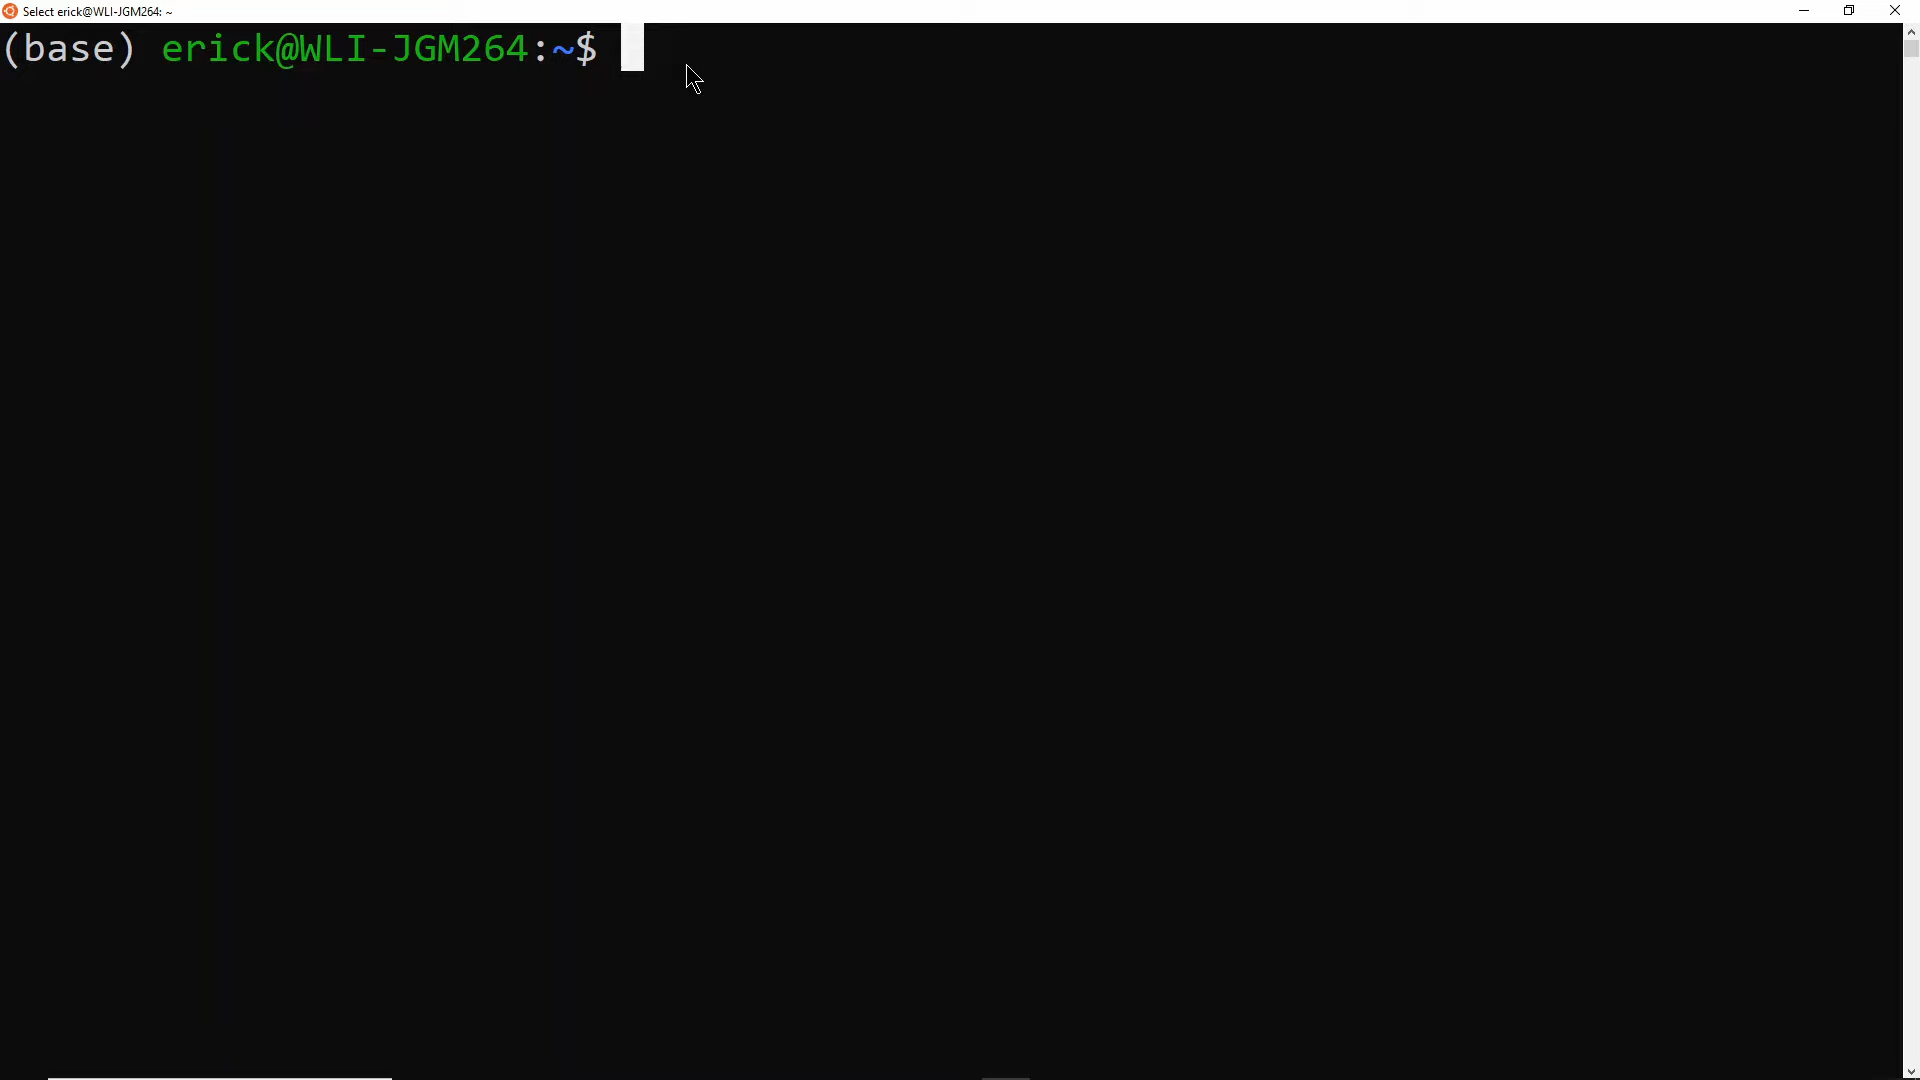 Select erick@WLI-JGM264: ~
(base) erick@WLI-JGM264:~$